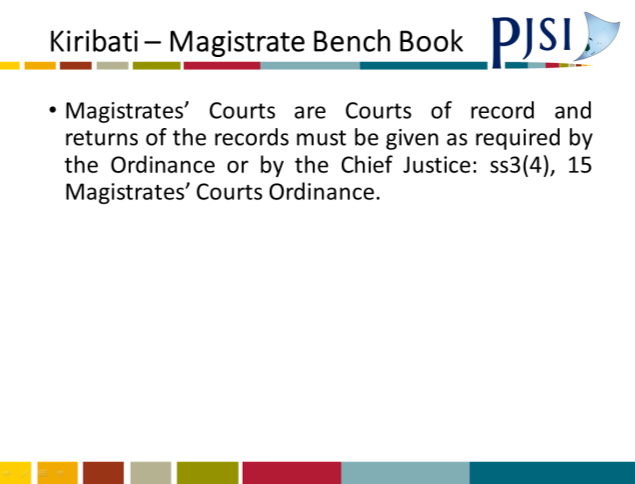 Kiribati – Magistrate Bench Book
PJSI
• Magistrates’ Courts are Courts of record and
returns of the records must be given as required by
the Ordinance or by the Chief Justice: ss3(4), 15
Magistrates’ Courts Ordinance.